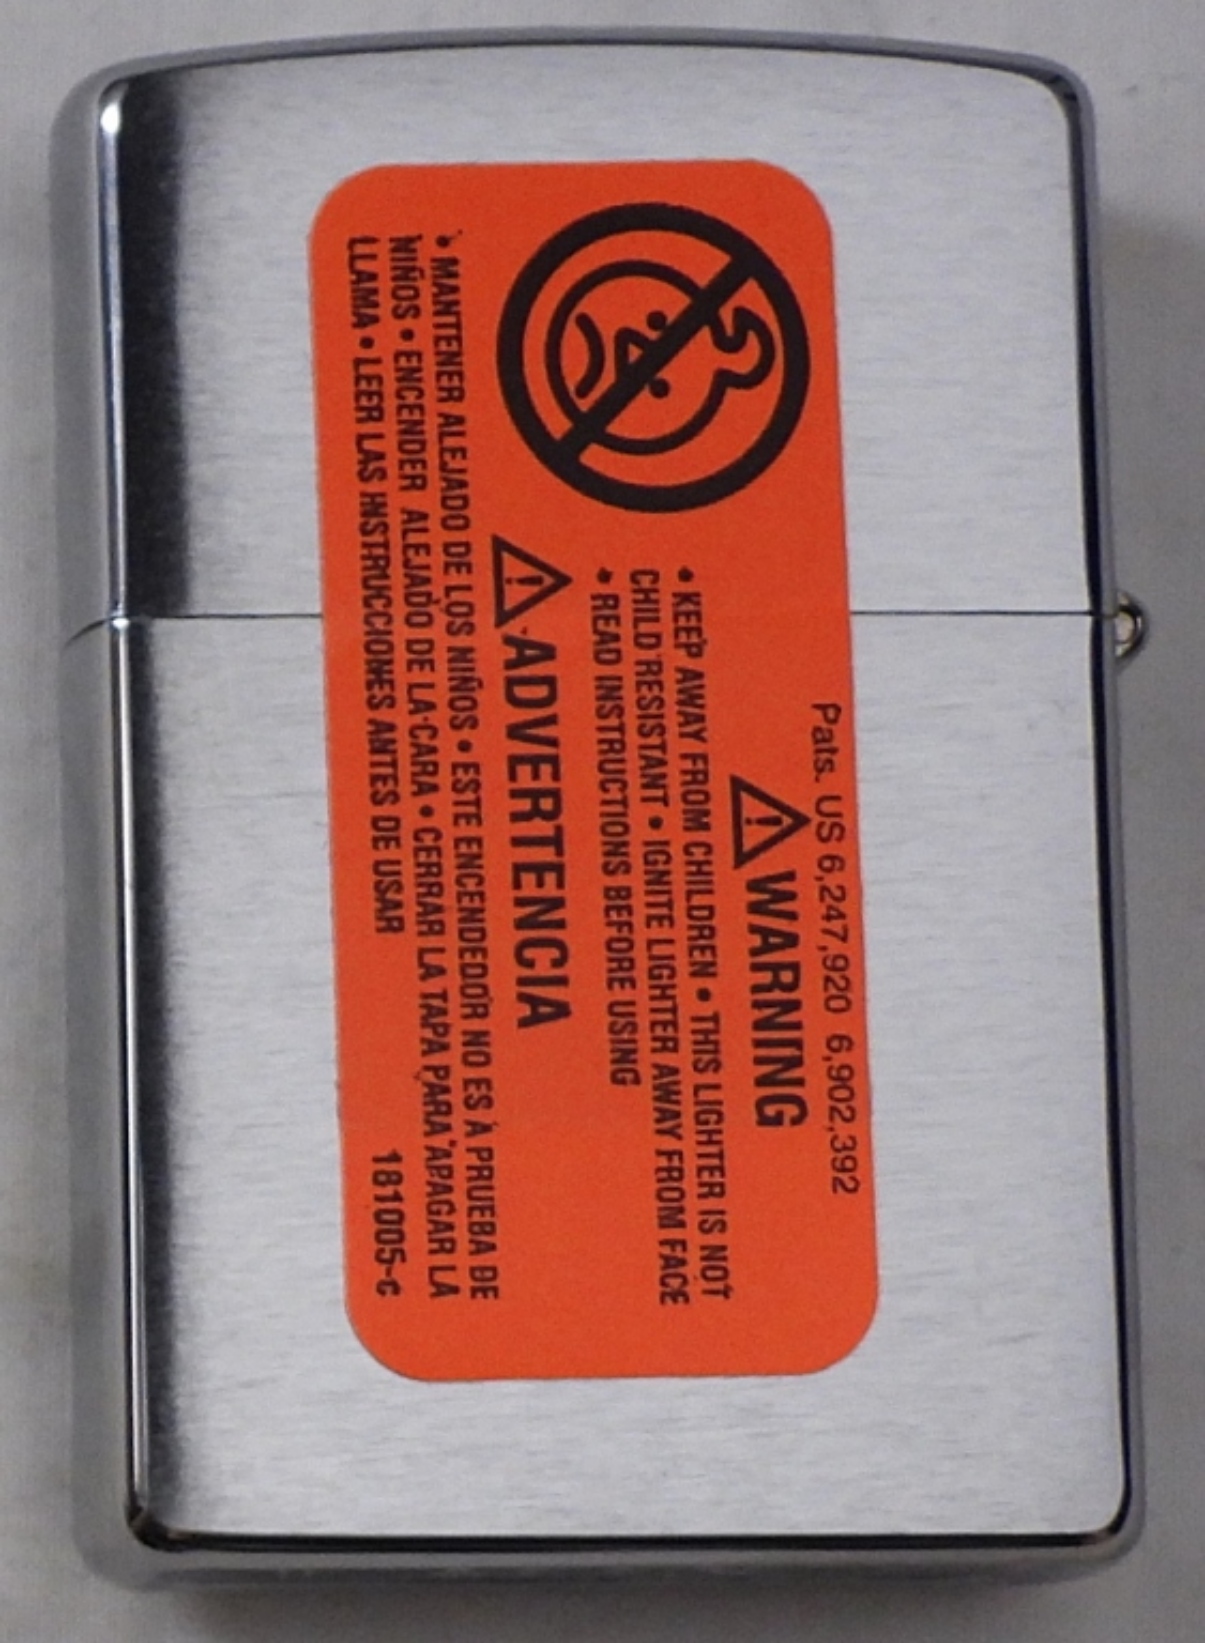 Pats. US 6,247,920 6,902,392
WARNING
• KEEP AWAY FROM CHILDREN • THIS LIGHTER IS NOT
CHILD RESISTANT • IGNITE LIGHTER AWAY FROM FACE
• READ INSTRUCTIONS BEFORE USING
ADVERTENCIA
• MANTENER ALEJADO DE LOS NIÑOS • ESTE ENCENDEDOR NO ES A PRUEBA DE
NIÑOS • ENCENDER ALEJADO DE LA CARA • CERRAR LA TAPA PARA APAGAR LA
LLAMA • LEER LAS INSTRUCCIONES ANTES DE USAR
181005-c